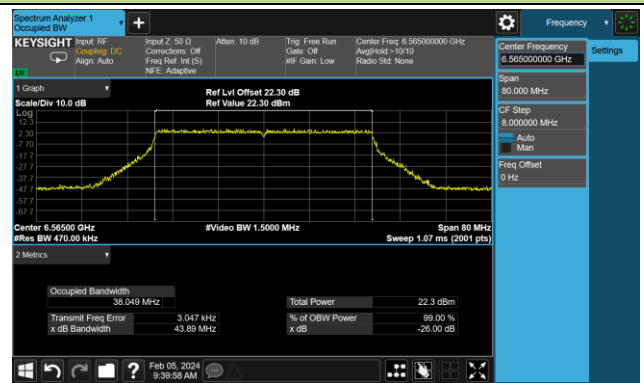 Spectrum Analyzer 1
Occupied BW
Frequency
KEYSIGHT
Input: RF
Coupling: DC
Align: Auto
Input Z: 50 Ω
Corrections: Off
Freq Ref: Int (S)
NFE: Adaptive
Atten: 10 dB
Trig: Free Run
Gate: Off
#IF Gain: Low
Center Freq: 6.565000000 GHz
Avg|Hold:>10/10
Radio Std: None
Center Frequency
6.565000000 GHz
Settings
Span
80.000 MHz
CF Step
8.000000 MHz
Auto
Man
Freq Offset
0 Hz
1 Graph
Scale/Div 10.0 dB
Ref Lvl Offset 22.30 dB
Ref Value 22.30 dBm
Log
12.3
2.30
-7.70
-17.7
-27.7
-37.7
-47.7
-57.7
-67.7
Center 6.56500 GHz
#Res BW 470.00 kHz
#Video BW 1.5000 MHz
Span 80 MHz
Sweep 1.07 ms (2001 pts)
2 Metrics
Occupied Bandwidth
38.049 MHz
Total Power 22.3 dBm
Transmit Freq Error 3.047 kHz
% of OBW Power 99.00 %
x dB Bandwidth 43.89 MHz
x dB -26.00 dB
Feb 05, 2024
9:39:58 AM